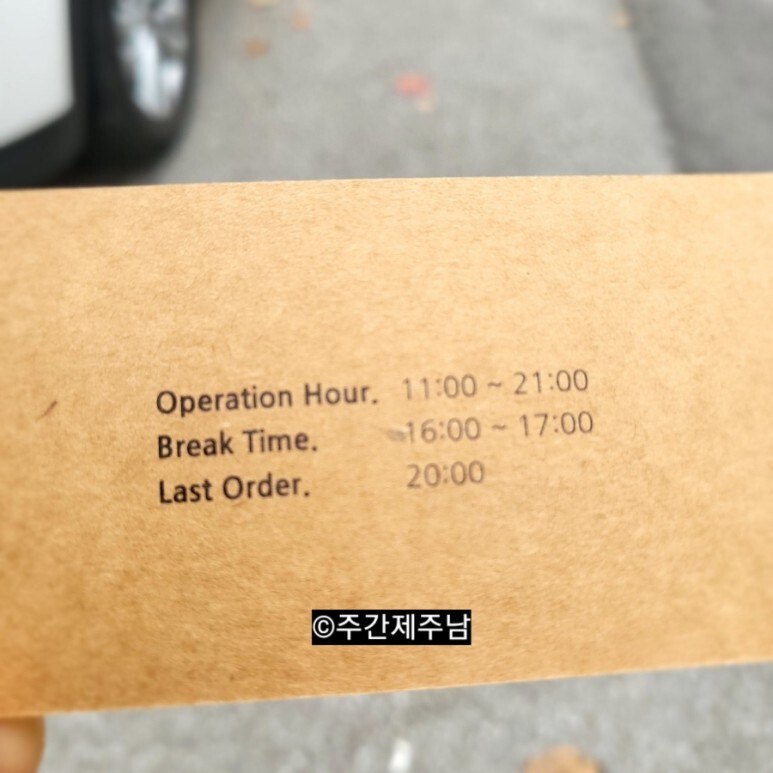 Operation Hour. 11:00 ~ 21:00
Break Time. 16:00 ~ 17:00
Last Order. 20:00
©주간제주남